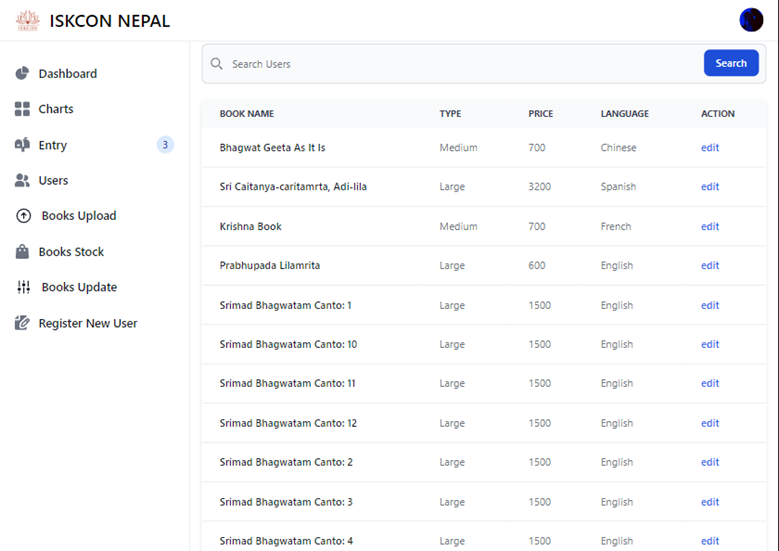 ISKCON NEPAL
Search Users
Search
Dashboard
Charts
Entry 3
Users
Books Upload
Books Stock
Books Update
Register New User
BOOK NAME TYPE PRICE LANGUAGE ACTION
Bhagwat Geeta As It Is Medium 700 Chinese edit
Sri Caitanya-caritamrta, Adi-lila Large 3200 Spanish edit
Krishna Book Medium 700 French edit
Prabhupada Lilamrita Large 600 English edit
Srimad Bhagwatam Canto: 1 Large 1500 English edit
Srimad Bhagwatam Canto: 10 Large 1500 English edit
Srimad Bhagwatam Canto: 11 Large 1500 English edit
Srimad Bhagwatam Canto: 12 Large 1500 English edit
Srimad Bhagwatam Canto: 2 Large 1500 English edit
Srimad Bhagwatam Canto: 3 Large 1500 English edit
Srimad Bhagwatam Canto: 4 Large 1500 English edit